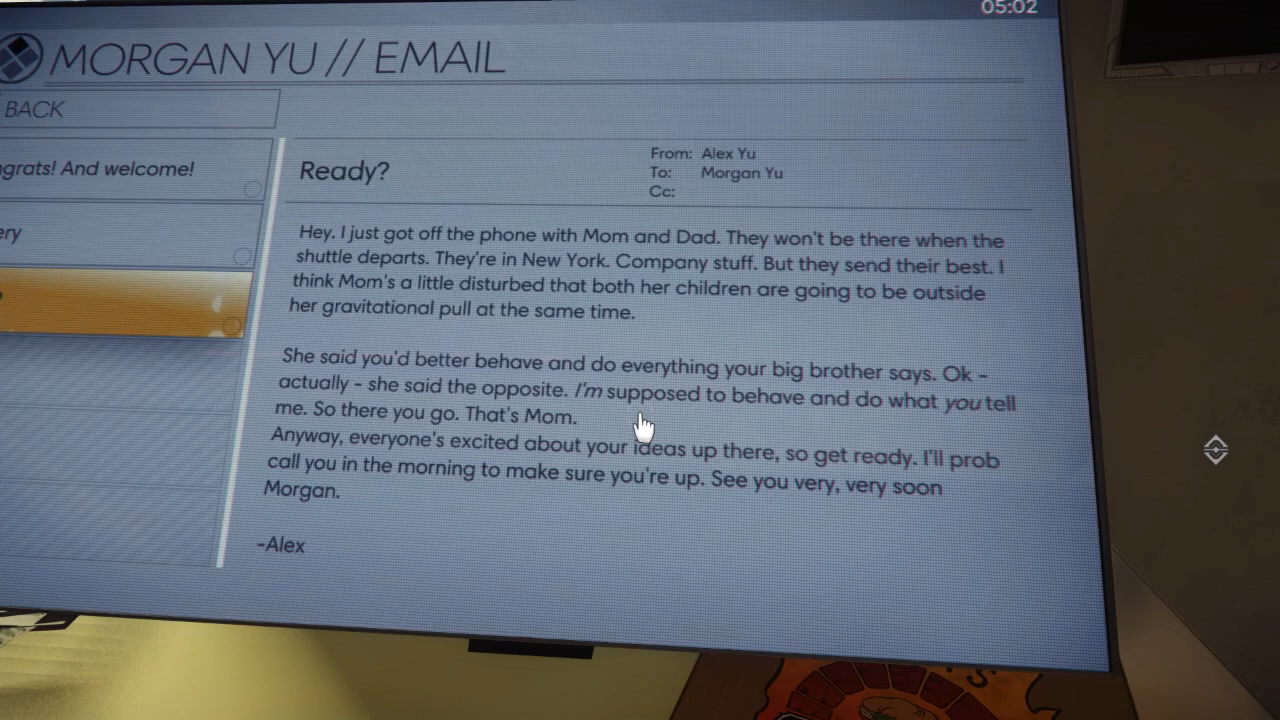 05:02
MORGAN YU // EMAIL
BACK
ngrats! And welcome!
ery
Ready?
From: Alex Yu
To: Morgan Yu
Cc:
Hey. I just got off the phone with Mom and Dad. They won't be there when the
shuttle departs. They're in New York. Company stuff. But they send their best. I
think Mom's a little disturbed that both her children are going to be outside
her gravitational pull at the same time.
She said you'd better behave and do everything your big brother says. Ok -
actually - she said the opposite. I'm supposed to behave and do what you tell
me. So there you go. That's Mom.
Anyway, everyone's excited about your ideas up there, so get ready. I'll prob
call you in the morning to make sure you're up. See you very, very soon
Morgan.
-Alex